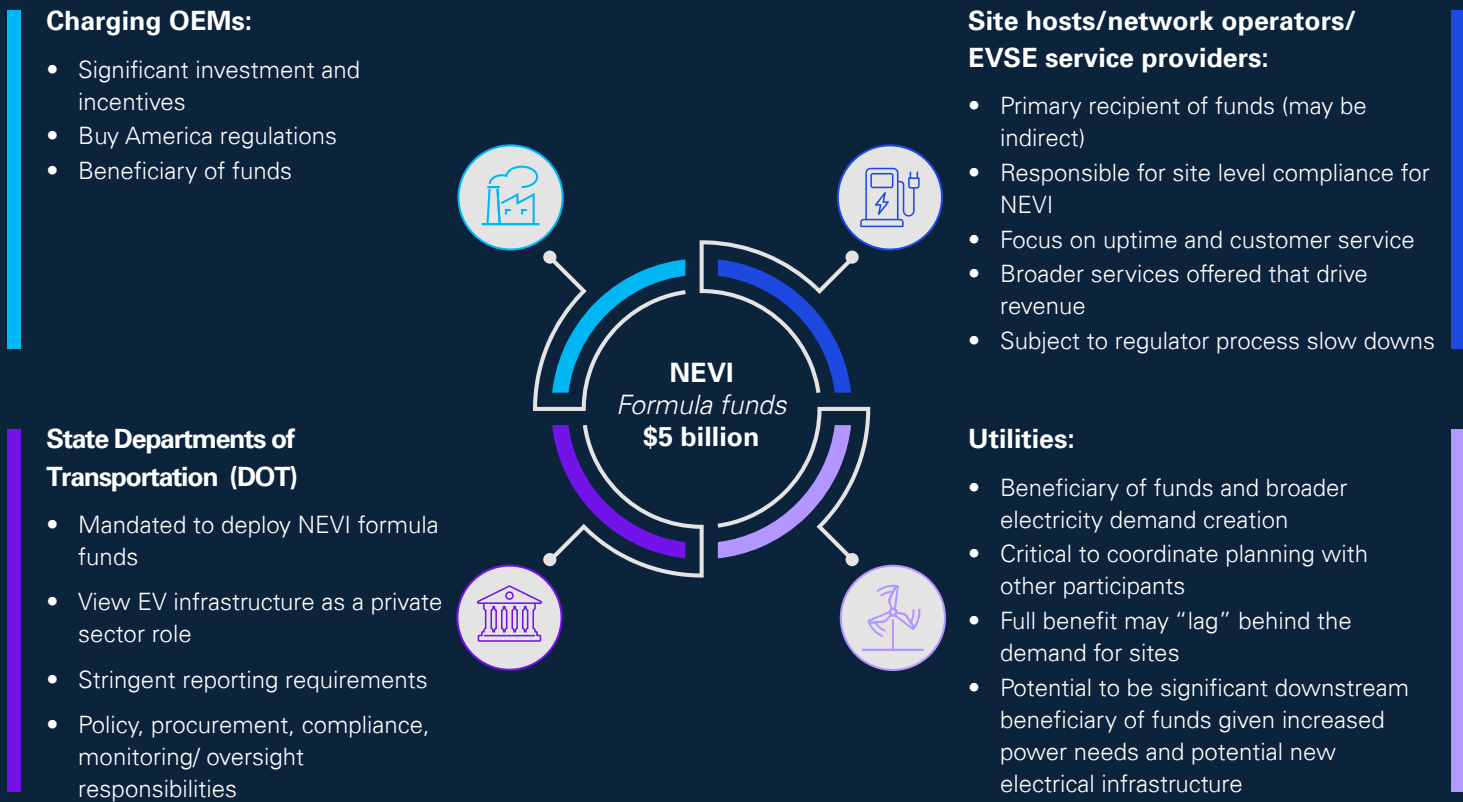 Charging OEMs:
• Significant investment and
incentives
• Buy America regulations
• Beneficiary of funds
Site hosts/network operators/
EVSE service providers:
• Primary recipient of funds (may be
indirect)
• Responsible for site level compliance for
NEVI
• Focus on uptime and customer service
• Broader services offered that drive
revenue
• Subject to regulator process slow downs
NEVI
Formula funds
$5 billion
State Departments of
Transportation (DOT)
• Mandated to deploy NEVI formula
funds
• View EV infrastructure as a private
sector role
• Stringent reporting requirements
• Policy, procurement, compliance,
monitoring/ oversight
responsibilities
Utilities:
• Beneficiary of funds and broader
electricity demand creation
• Critical to coordinate planning with
other participants
• Full benefit may “lag” behind the
demand for sites
• Potential to be significant downstream
beneficiary of funds given increased
power needs and potential new
electrical infrastructure